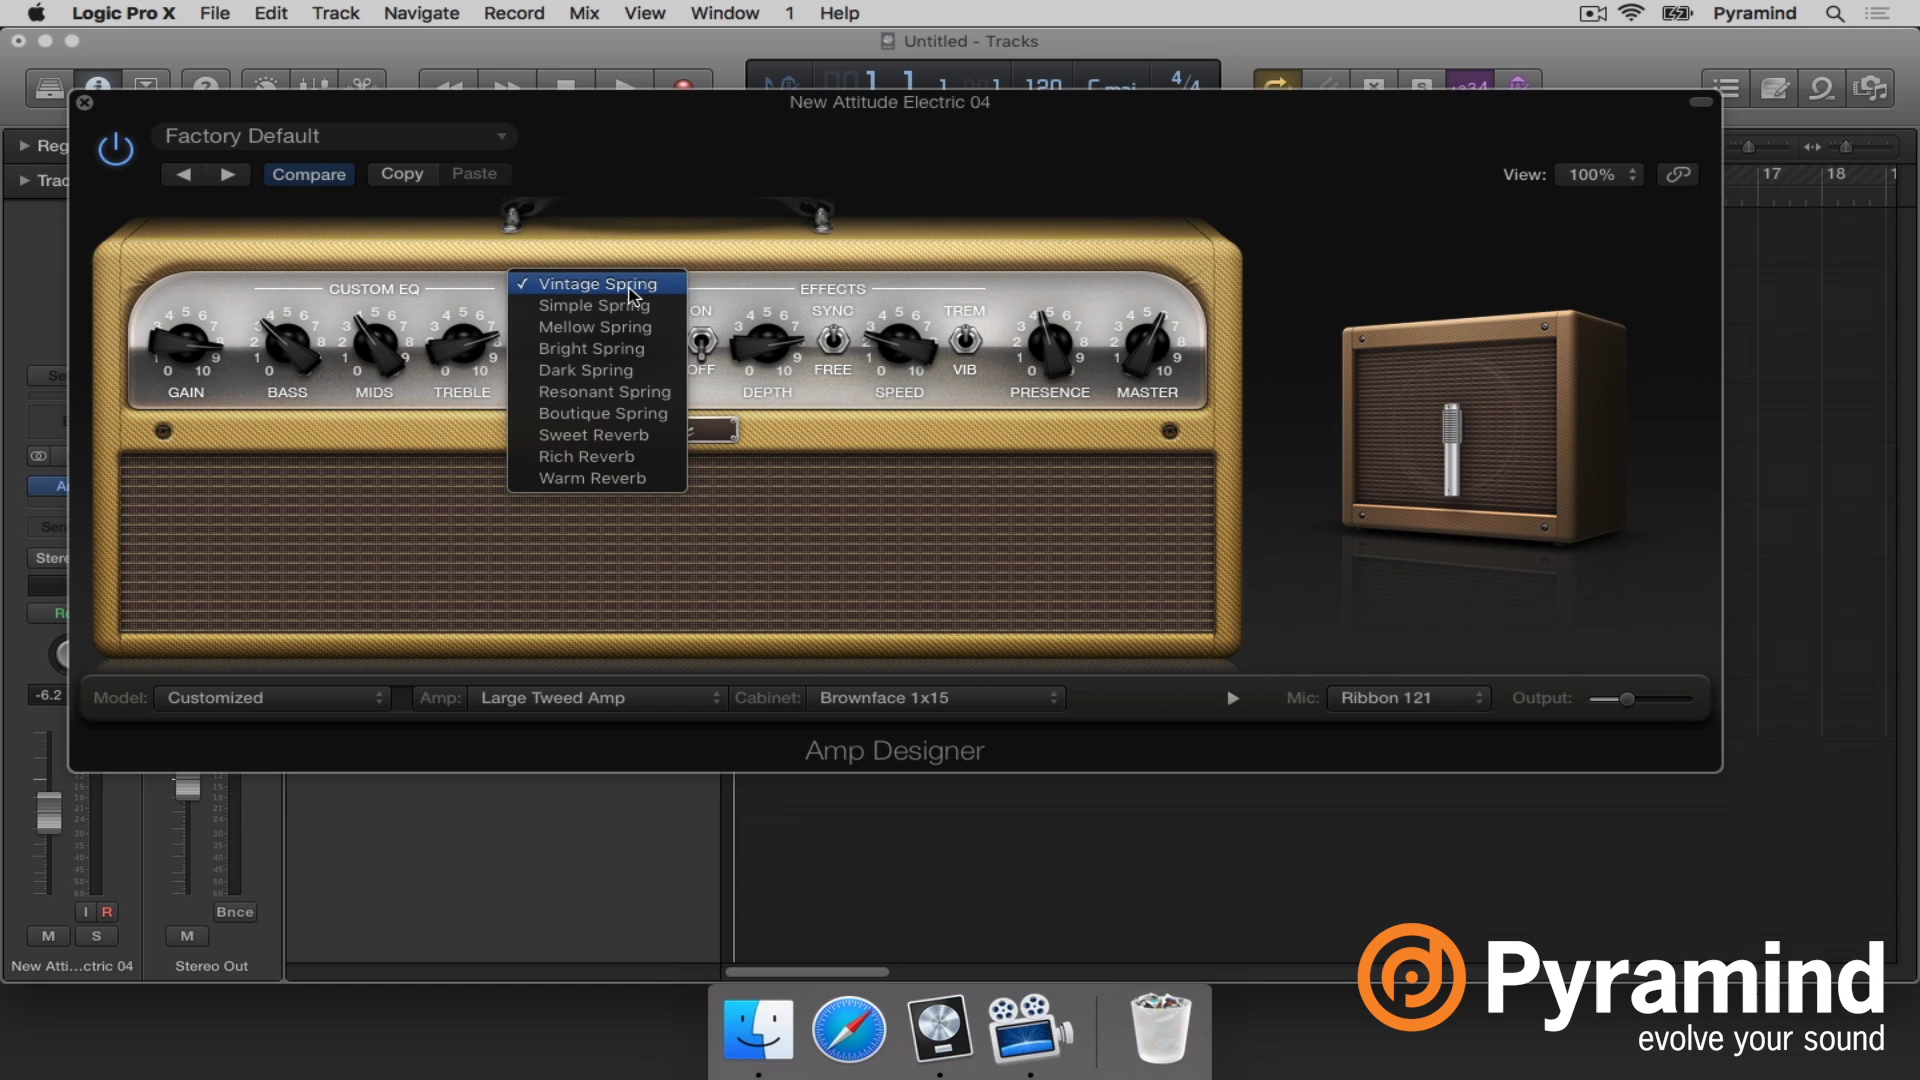 Logic Pro X File Edit Track Navigate Record Mix View Window 1 Help Pyramind
Untitled - Tracks
New Attitude Electric 04
Factory Default
Compare Copy Paste
View: 100%
17 18
CUSTOM EQ
EFFECTS
ON SYNC TREM
OFF FREE VIB
GAIN BASS MIDS TREBLE DEPTH SPEED PRESENCE MASTER
Vintage Spring
Simple Spring
Mellow Spring
Bright Spring
Dark Spring
Resonant Spring
Boutique Spring
Sweet Reverb
Rich Reverb
Warm Reverb
-6.2
Model: Customized Amp: Large Tweed Amp Cabinet: Brownface 1x15 Mic: Ribbon 121 Output:
Amp Designer
I R Bnce
M S M
New Atti...ctric 04 Stereo Out
Pyramind
evolve your sound